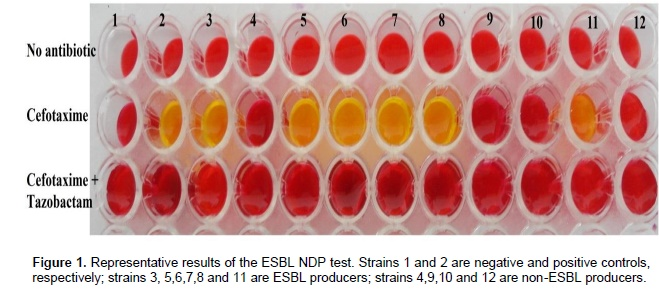 1 2 3 4 5 6 7 8 9 10 11 12
No antibiotic
Cefotaxime
Cefotaxime +
Tazobactam
Figure 1. Representative results of the ESBL NDP test. Strains 1 and 2 are negative and positive controls,
respectively; strains 3, 5,6,7,8 and 11 are ESBL producers; strains 4,9,10 and 12 are non-ESBL producers.